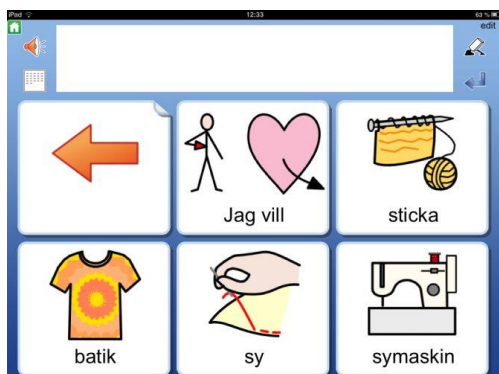 iPad 12:33 63 %
edit
Jag vill
sticka
batik
sy
symaskin